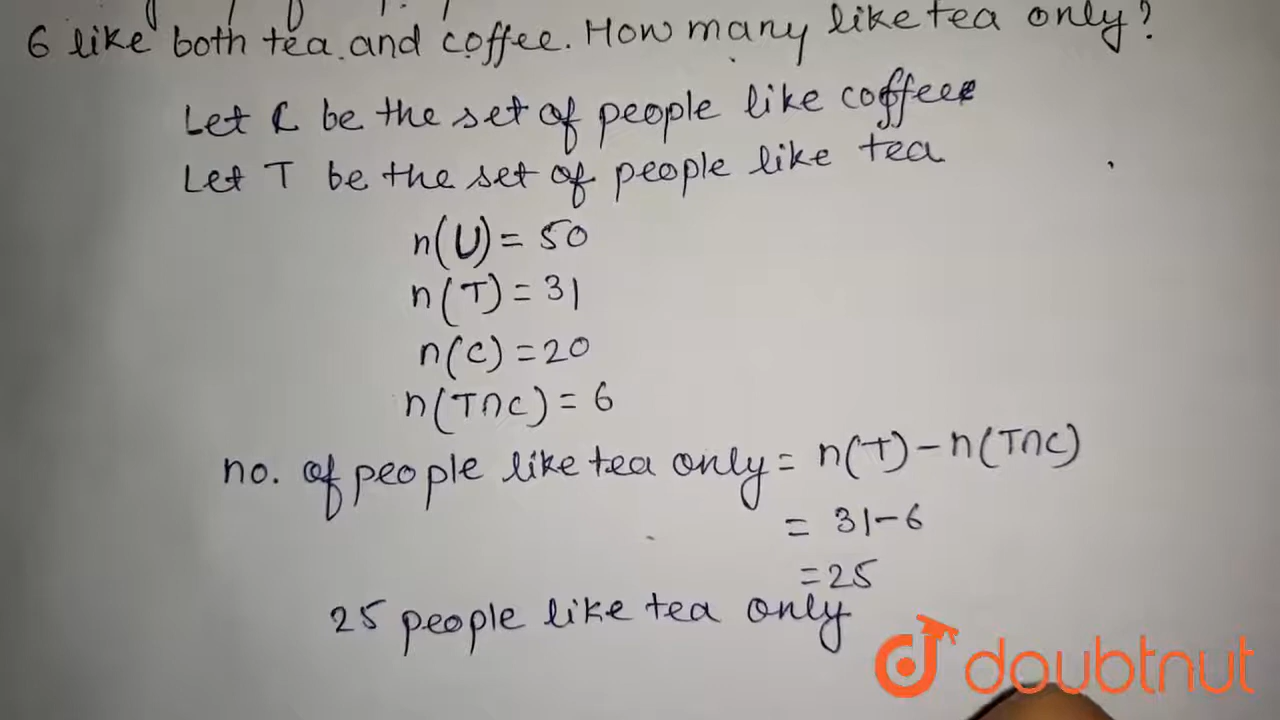 6 like both tea and coffee. How many like tea only?
Let C be the set of people like coffee
Let T be the set of people like tea
n(U) = 50
n(T) = 31
n(C) = 20
n(T∩C) = 6
no. of people like tea only = n(T) - n(T∩C)
= 31-6
= 25
25 people like tea only
doubtnut